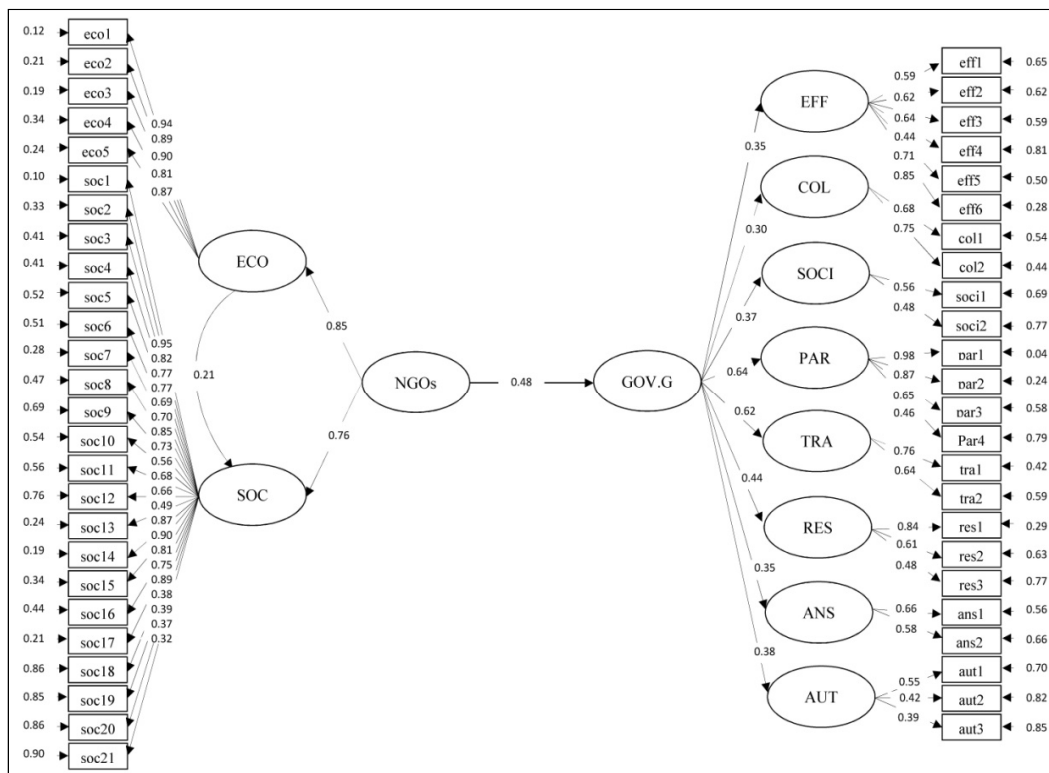 0.12 eco1
0.21 eco2
0.19 eco3
0.34 eco4
0.24 eco5
0.10 soc1
0.33 soc2
0.41 soc3
0.41 soc4
0.52 soc5
0.51 soc6
0.28 soc7
0.47 soc8
0.69 soc9
0.54 soc10
0.56 soc11
0.76 soc12
0.24 soc13
0.19 soc14
0.34 soc15
0.44 soc16
0.21 soc17
0.86 soc18
0.85 soc19
0.86 soc20
0.90 soc21
0.94
0.89
0.90
0.81
0.87
0.95
0.82
0.77
0.77
0.69
0.70
0.85
0.73
0.56
0.68
0.66
0.49
0.87
0.90
0.81
0.75
0.89
0.38
0.39
0.37
0.32
ECO
0.21
SOC
0.85
0.76
NGOs
0.48
GOV.G
0.35
0.30
0.37
0.64
0.62
0.44
0.35
0.38
EFF
COL
SOCI
PAR
TRA
RES
ANS
AUT
0.59
0.62
0.64
0.44
0.71
0.85
0.68
0.75
0.56
0.48
0.98
0.87
0.65
0.46
0.76
0.64
0.84
0.61
0.48
0.66
0.58
0.55
0.42
0.39
eff1 0.65
eff2 0.62
eff3 0.59
eff4 0.81
eff5 0.50
eff6 0.28
col1 0.54
col2 0.44
soci1 0.69
soci2 0.77
par1 0.04
par2 0.24
par3 0.58
Par4 0.79
tra1 0.42
tra2 0.59
res1 0.29
res2 0.63
res3 0.77
ans1 0.56
ans2 0.66
aut1 0.70
aut2 0.82
aut3 0.85